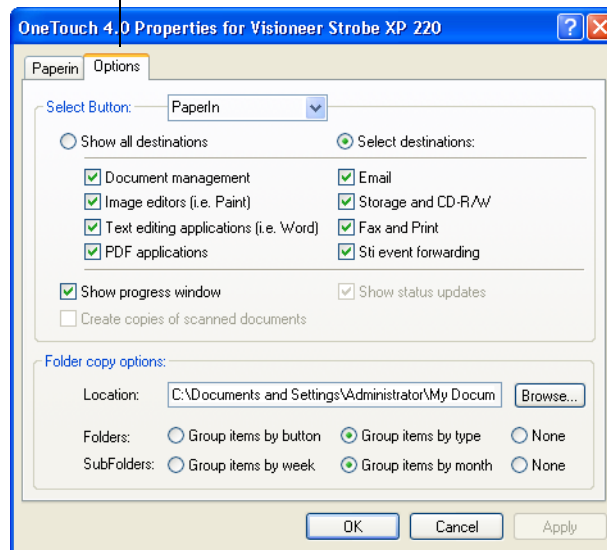 OneTouch 4.0 Properties for Visioneer Strobe XP 220
Paperin Options
Select Button: PaperIn
Show all destinations Select destinations:
Document management Email
Image editors (i.e. Paint) Storage and CD-R/W
Text editing applications (i.e. Word) Fax and Print
PDF applications Sti event forwarding
Show progress window Show status updates
Create copies of scanned documents
Folder copy options:
Location: C:\Documents and Settings\Administrator\My Docum Browse...
Folders: Group items by button Group items by type None
SubFolders: Group items by week Group items by month None
OK Cancel Apply